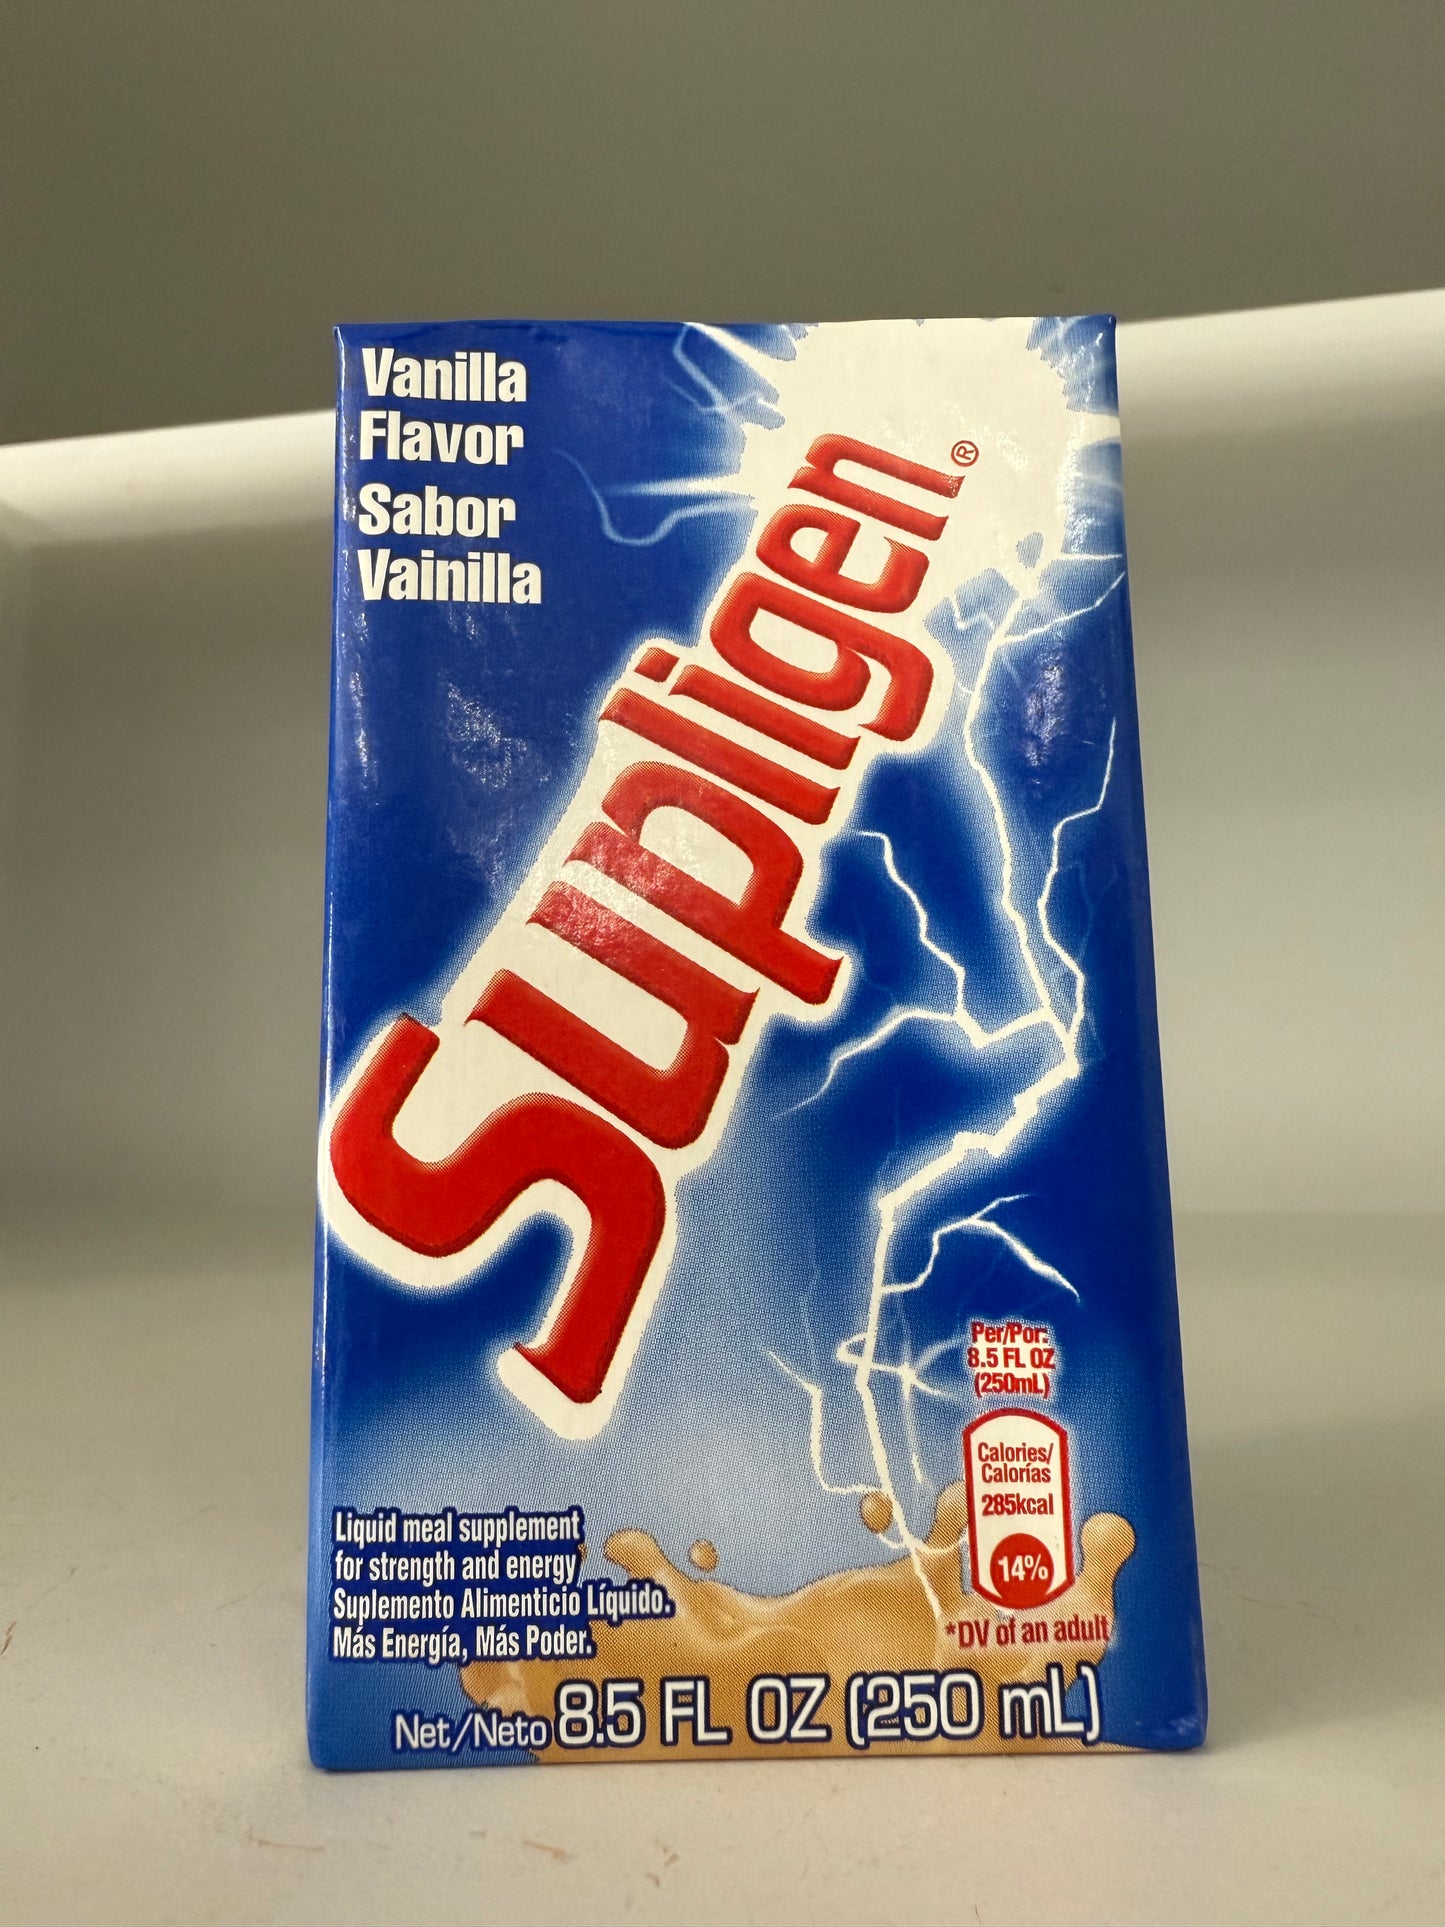 Vanilla
Flavor
Sabor
Vainilla
Supligen®
Per/Por:
8.5 FL OZ
(250mL)
Calories/
Calorías
285kcal
14%
*DV of an adult
Liquid meal supplement
for strength and energy
Suplemento Alimenticio Líquido.
Más Energía, Más Poder.
Net/Neto 8.5 FL OZ (250 mL)